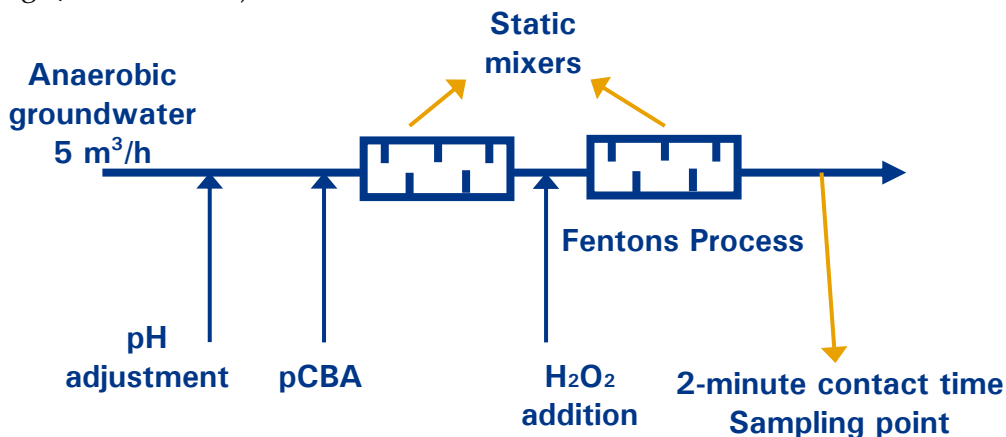 Static
mixers
Anaerobic
groundwater
5 m³/h
Fentons Process
pH
adjustment
pCBA
H₂O₂
addition
2-minute contact time
Sampling point